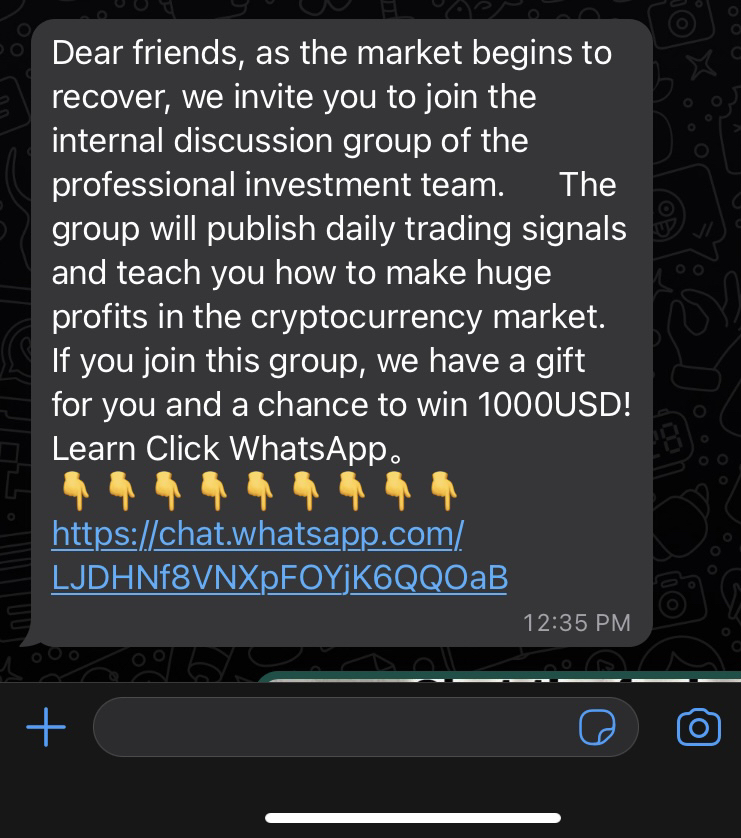 Dear friends, as the market begins to
recover, we invite you to join the
internal discussion group of the
professional investment team.      The
group will publish daily trading signals
and teach you how to make huge
profits in the cryptocurrency market.
If you join this group, we have a gift
for you and a chance to win 1000USD!
Learn Click WhatsApp。
👇👇👇👇👇👇👇👇👇
https://chat.whatsapp.com/
LJDHNf8VNXpFOYjK6QQOaB
12:35 PM